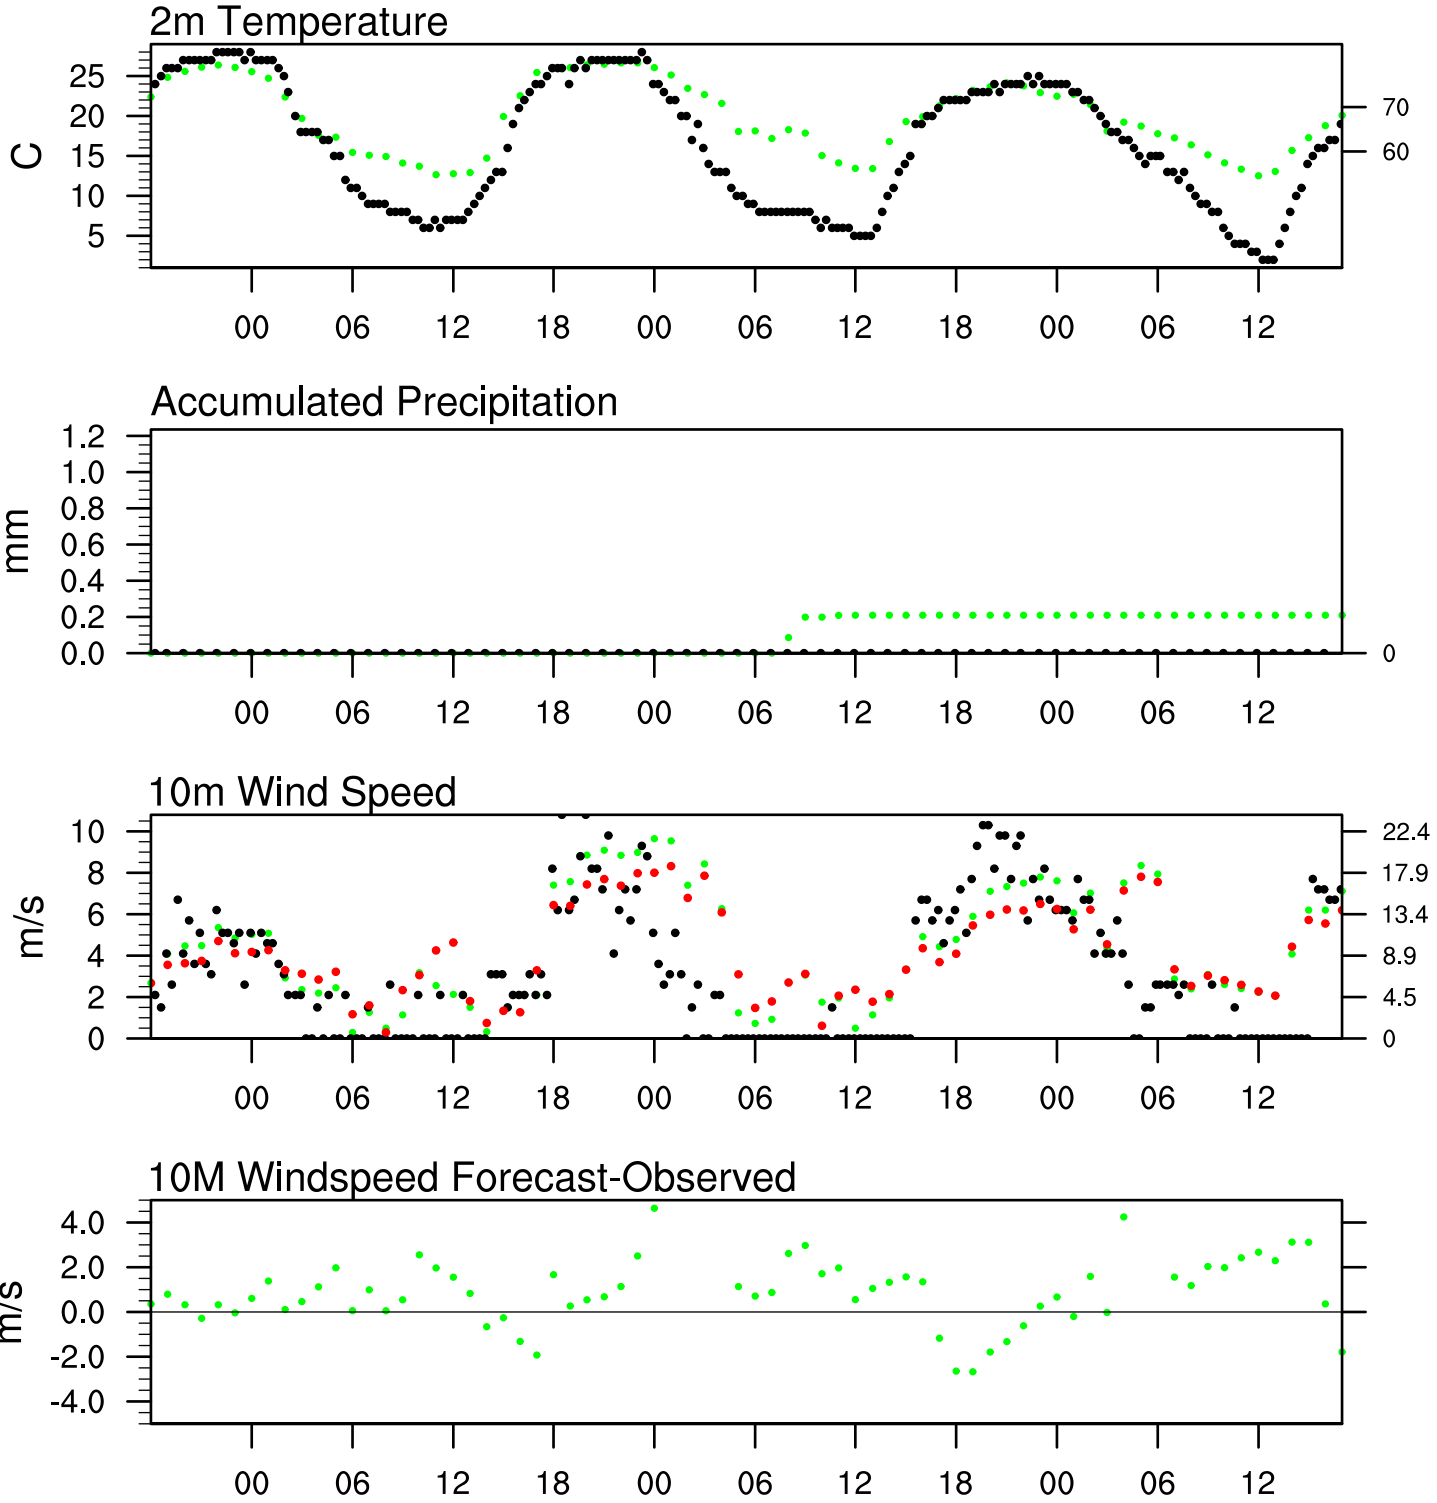 2m Temperature
25
20
15
10
5
C
70
60
00 06 12 18 00 06 12 18 00 06 12
Accumulated Precipitation
1.2
1.0
0.8
0.6
0.4
0.2
0.0
mm
0
00 06 12 18 00 06 12 18 00 06 12
10m Wind Speed
10
8
6
4
2
0
m/s
22.4
17.9
13.4
8.9
4.5
0
00 06 12 18 00 06 12 18 00 06 12
10M Windspeed Forecast-Observed
4.0
2.0
0.0
-2.0
-4.0
m/s
00 06 12 18 00 06 12 18 00 06 12